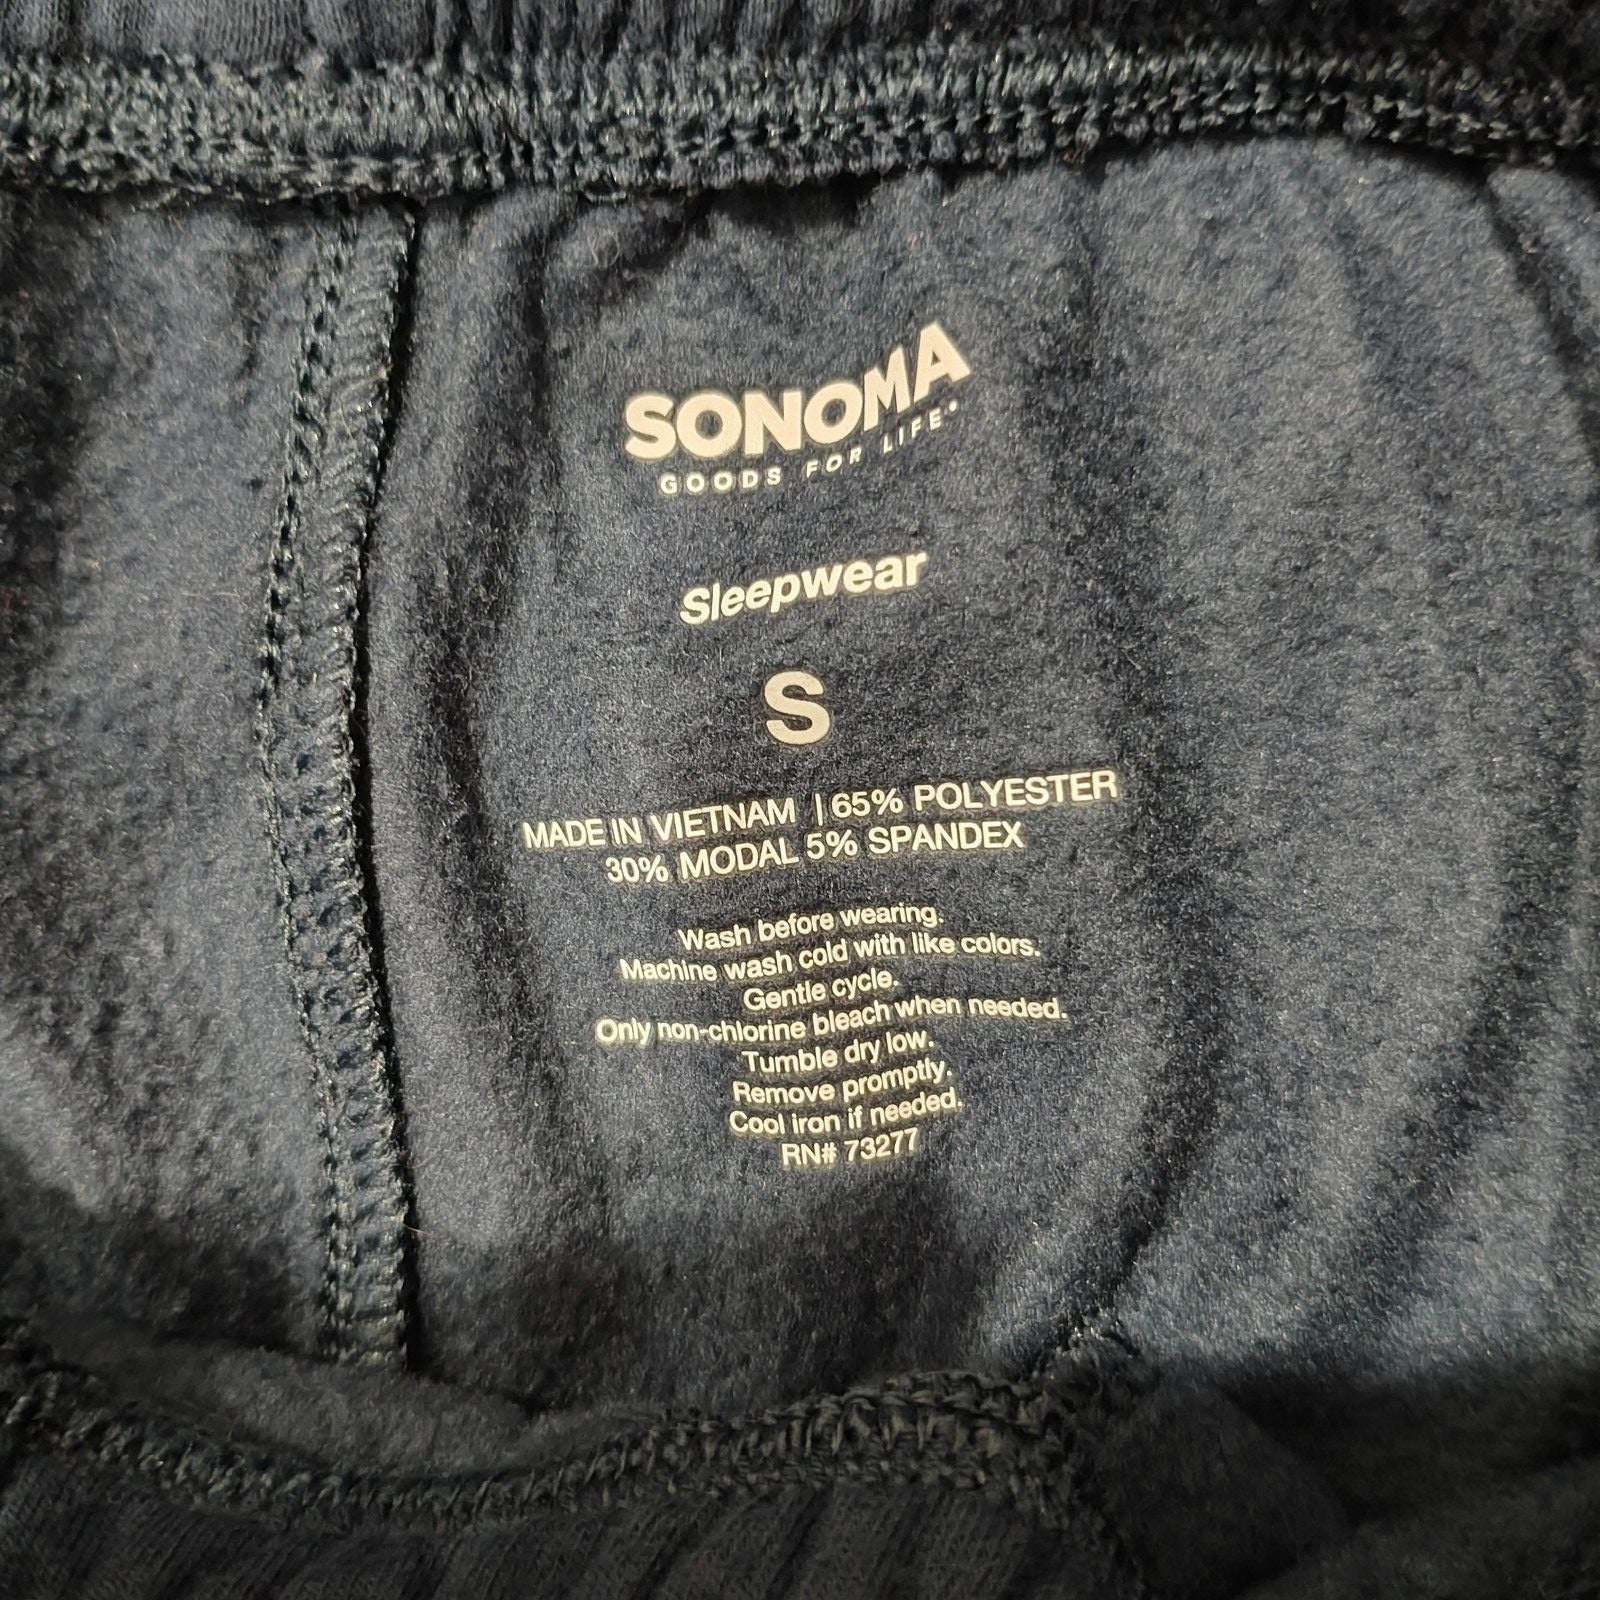 SONOMA
GOODS FOR LIFE
Sleepwear
S
MADE IN VIETNAM | 65% POLYESTER
30% MODAL 5% SPANDEX
Wash before wearing.
Machine wash cold with like colors.
Gentle cycle.
Only non-chlorine bleach when needed.
Tumble dry low.
Remove promptly.
Cool iron if needed.
RN# 73277